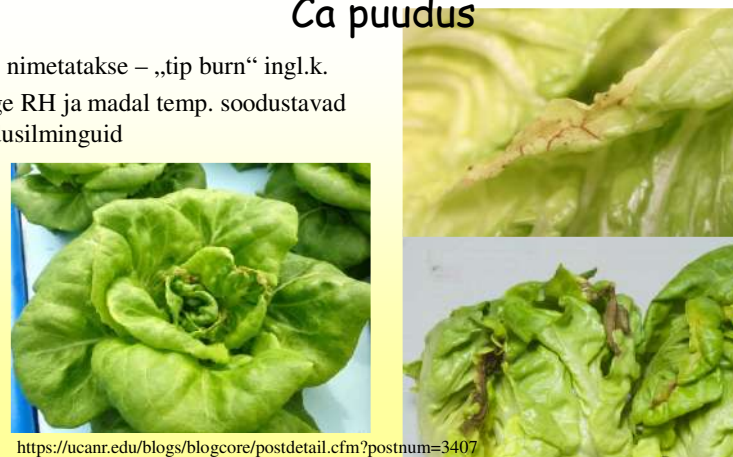 Ca puudus
nimetatakse – „tip burn“ ingl.k.
ge RH ja madal temp. soodustavad
usilminguid
https://ucanr.edu/blogs/blogcore/postdetail.cfm?postnum=3407